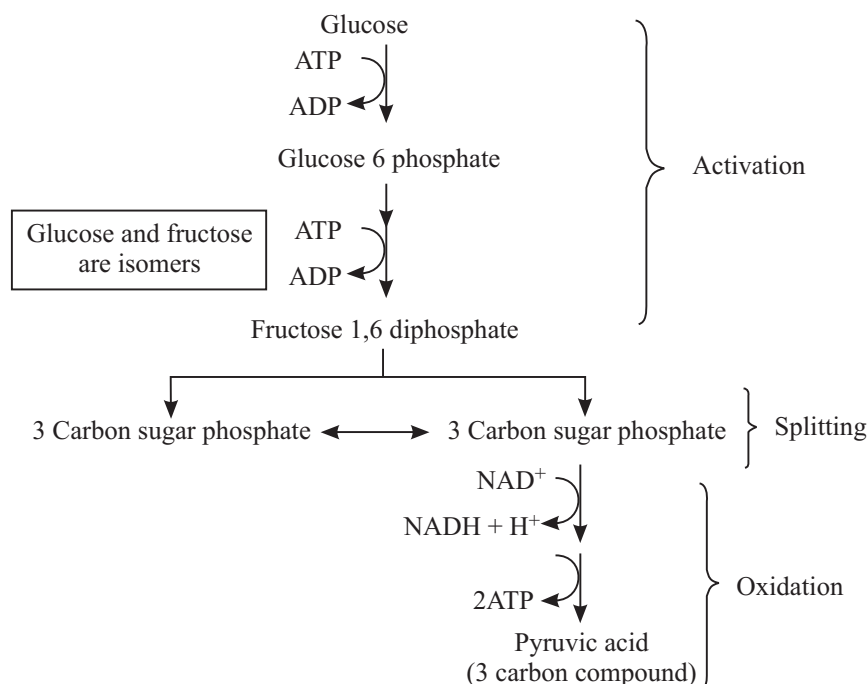 Glucose
ATP
ADP
Glucose 6 phosphate
Activation
Glucose and fructose
are isomers
ATP
ADP
Fructose 1,6 diphosphate
3 Carbon sugar phosphate
3 Carbon sugar phosphate
Splitting
NAD⁺
NADH + H⁺
2ATP
Oxidation
Pyruvic acid
(3 carbon compound)